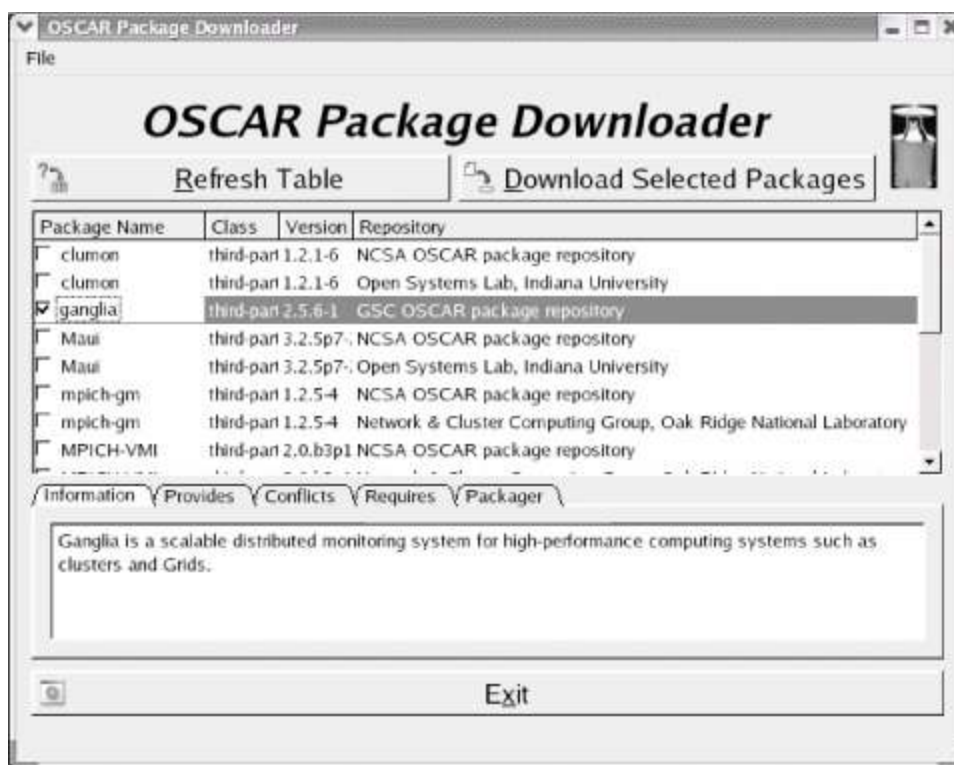 OSCAR Package Downloader
File
OSCAR Package Downloader
Refresh Table
Download Selected Packages
Package Name Class Version Repository
clumon third-part 1.2.1-6 NCSA OSCAR package repository
clumon third-part 1.2.1-6 Open Systems Lab, Indiana University
ganglia third-part 2.5.6-1 GSC OSCAR package repository
Maui third-part 3.2.5p7-. NCSA OSCAR package repository
Maui third-part 3.2.5p7-. Open Systems Lab, Indiana University
mpich-gm third-part 1.2.5-4 NCSA OSCAR package repository
mpich-gm third-part 1.2.5-4 Network & Cluster Computing Group, Oak Ridge National Laboratory
MPICH-VMI third-part 2.0.b3p1 NCSA OSCAR package repository
Information Provides Conflicts Requires Packager
Ganglia is a scalable distributed monitoring system for high-performance computing systems such as
clusters and Grids.
Exit